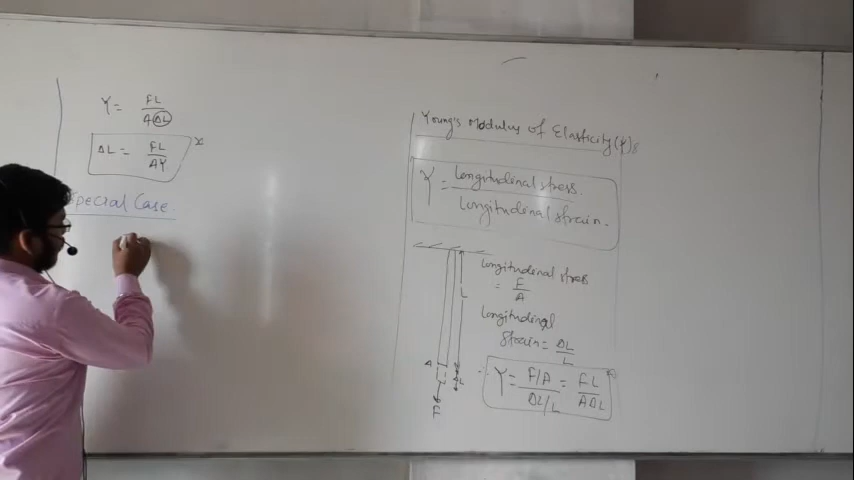 Y = FL
AΔL
ΔL = FL
AY
Special Case.
Young's Modulus of Elasticity (Y):
Y = Longitudinal stress.
Longitudinal strain.
Longitudinal stress
= F
A
Longitudinal
strain = ΔL
L
L
A
ΔL
F
∴ Y = F/A = FL
ΔL/L AΔL